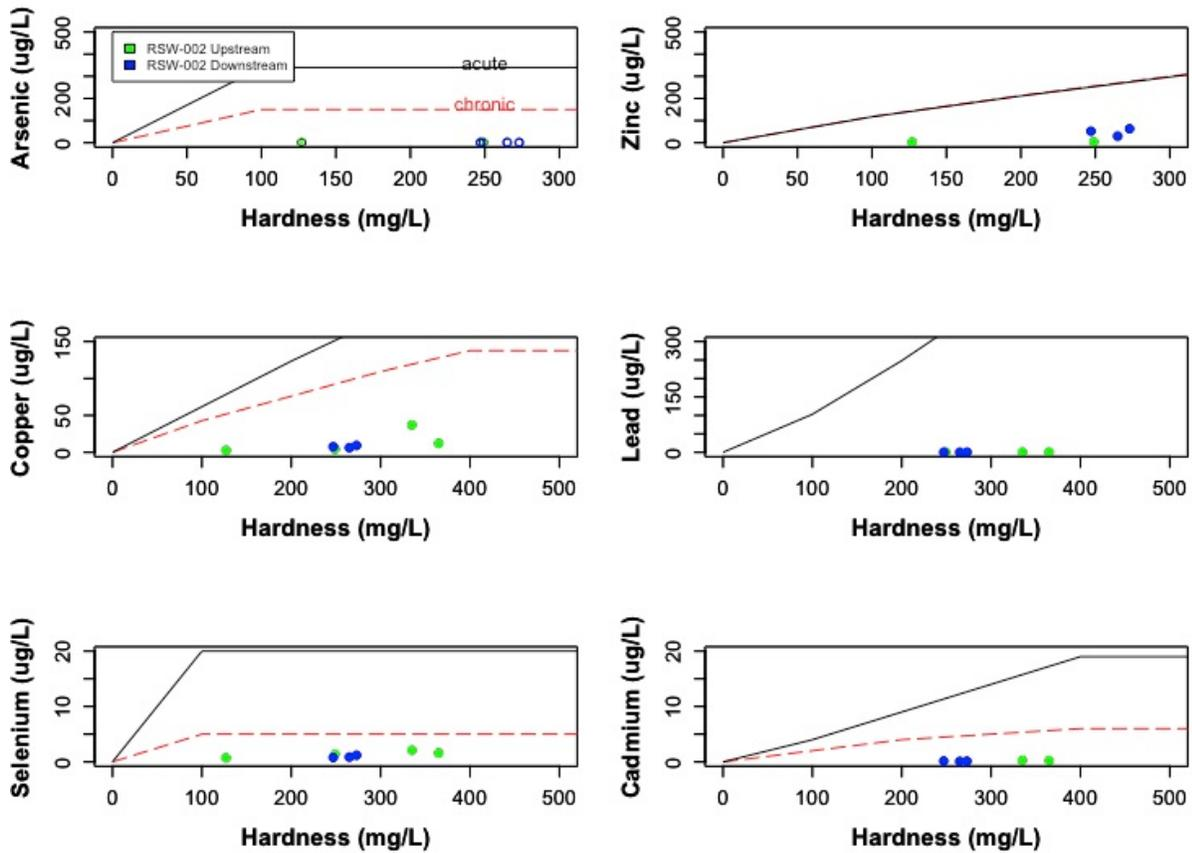 Arsenic (ug/L)
500
200
0
RSW-002 Upstream
RSW-002 Downstream
acute
chronic
0 50 100 150 200 250 300
Hardness (mg/L)
Zinc (ug/L)
500
200
0
0 50 100 150 200 250 300
Hardness (mg/L)
Copper (ug/L)
150
50
0
0 100 200 300 400 500
Hardness (mg/L)
Lead (ug/L)
300
150
0
0 100 200 300 400 500
Hardness (mg/L)
Selenium (ug/L)
20
10
0
0 100 200 300 400 500
Hardness (mg/L)
Cadmium (ug/L)
20
10
0
0 100 200 300 400 500
Hardness (mg/L)